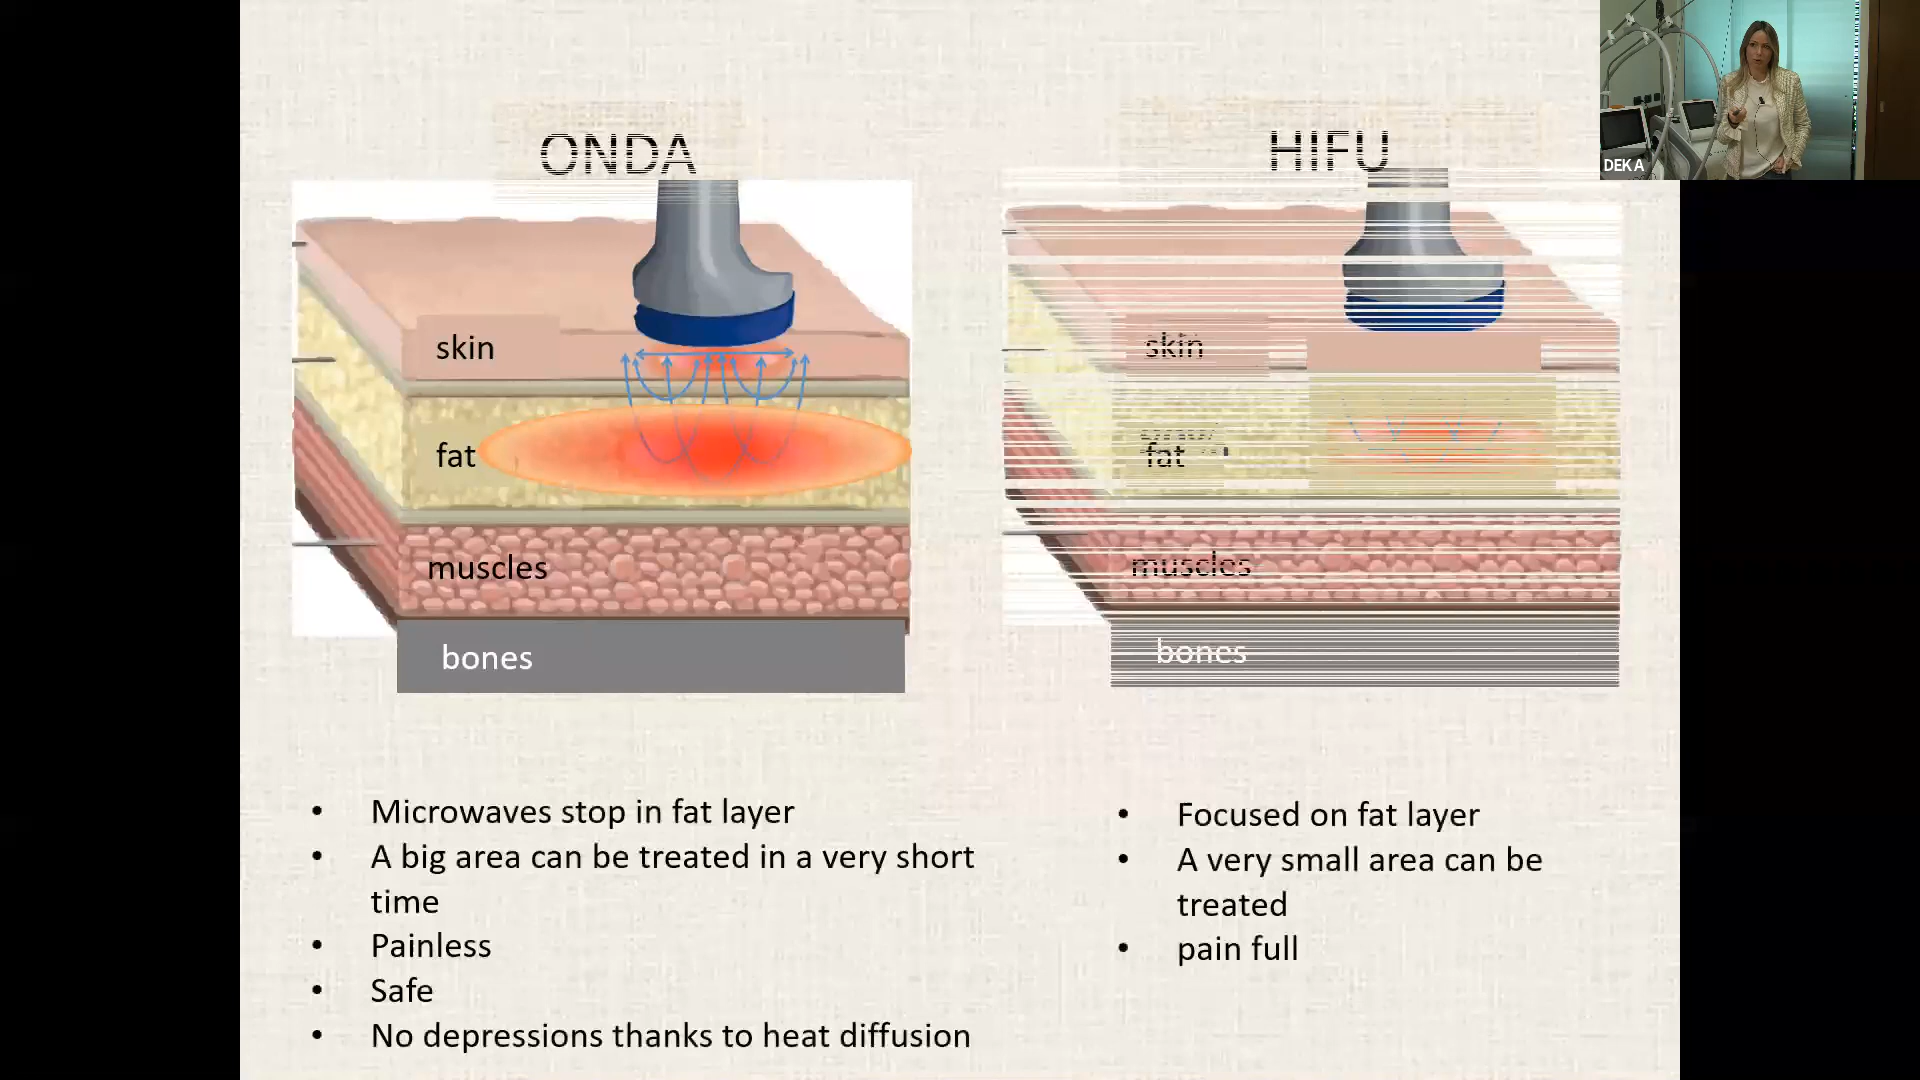 ONDA
skin
fat
muscles
bones
• Microwaves stop in fat layer
• A big area can be treated in a very short
time
• Painless
• Safe
• No depressions thanks to heat diffusion
HIFU
skin
fat
muscles
bones
• Focused on fat layer
• A very small area can be
treated
• pain full
DEKA